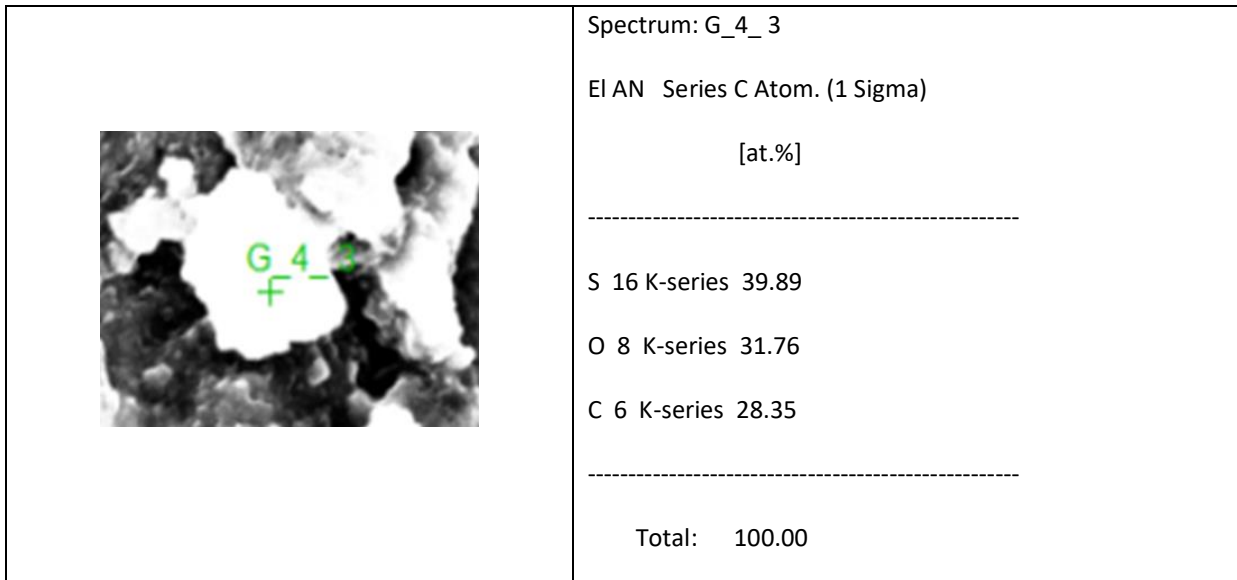 G_4_3
Spectrum: G_4_ 3
El AN Series C Atom. (1 Sigma)
[at.%]
-----------------------------------------------------
S 16 K-series 39.89
O 8 K-series 31.76
C 6 K-series 28.35
-----------------------------------------------------
Total: 100.00